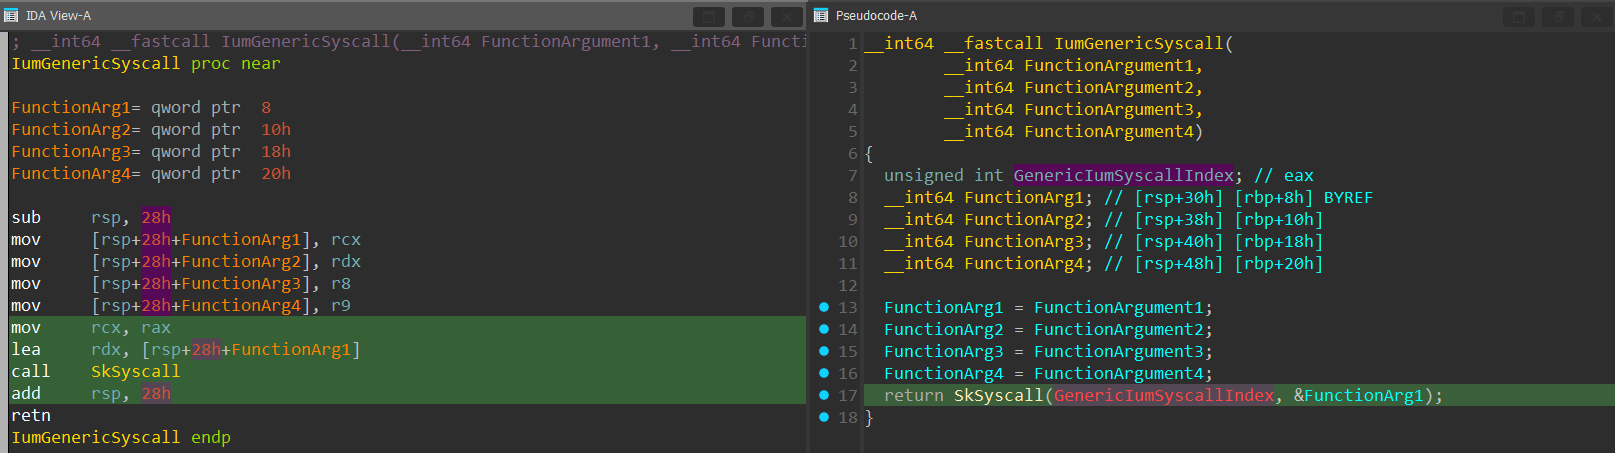 IDA View-A
; __int64 __fastcall IumGenericSyscall(__int64 FunctionArgument1, __int64 Functi
IumGenericSyscall proc near
FunctionArg1= qword ptr  8
FunctionArg2= qword ptr  10h
FunctionArg3= qword ptr  18h
FunctionArg4= qword ptr  20h
sub     rsp, 28h
mov     [rsp+28h+FunctionArg1], rcx
mov     [rsp+28h+FunctionArg2], rdx
mov     [rsp+28h+FunctionArg3], r8
mov     [rsp+28h+FunctionArg4], r9
mov     rcx, rax
lea     rdx, [rsp+28h+FunctionArg1]
call    SkSyscall
add     rsp, 28h
retn
IumGenericSyscall endp
Pseudocode-A
1 __int64 __fastcall IumGenericSyscall(
2         __int64 FunctionArgument1,
3         __int64 FunctionArgument2,
4         __int64 FunctionArgument3,
5         __int64 FunctionArgument4)
6 {
7   unsigned int GenericIumSyscallIndex; // eax
8   __int64 FunctionArg1; // [rsp+30h] [rbp+8h] BYREF
9   __int64 FunctionArg2; // [rsp+38h] [rbp+10h]
10   __int64 FunctionArg3; // [rsp+40h] [rbp+18h]
11   __int64 FunctionArg4; // [rsp+48h] [rbp+20h]
12
13   FunctionArg1 = FunctionArgument1;
14   FunctionArg2 = FunctionArgument2;
15   FunctionArg3 = FunctionArgument3;
16   FunctionArg4 = FunctionArgument4;
17   return SkSyscall(GenericIumSyscallIndex, &FunctionArg1);
18 }